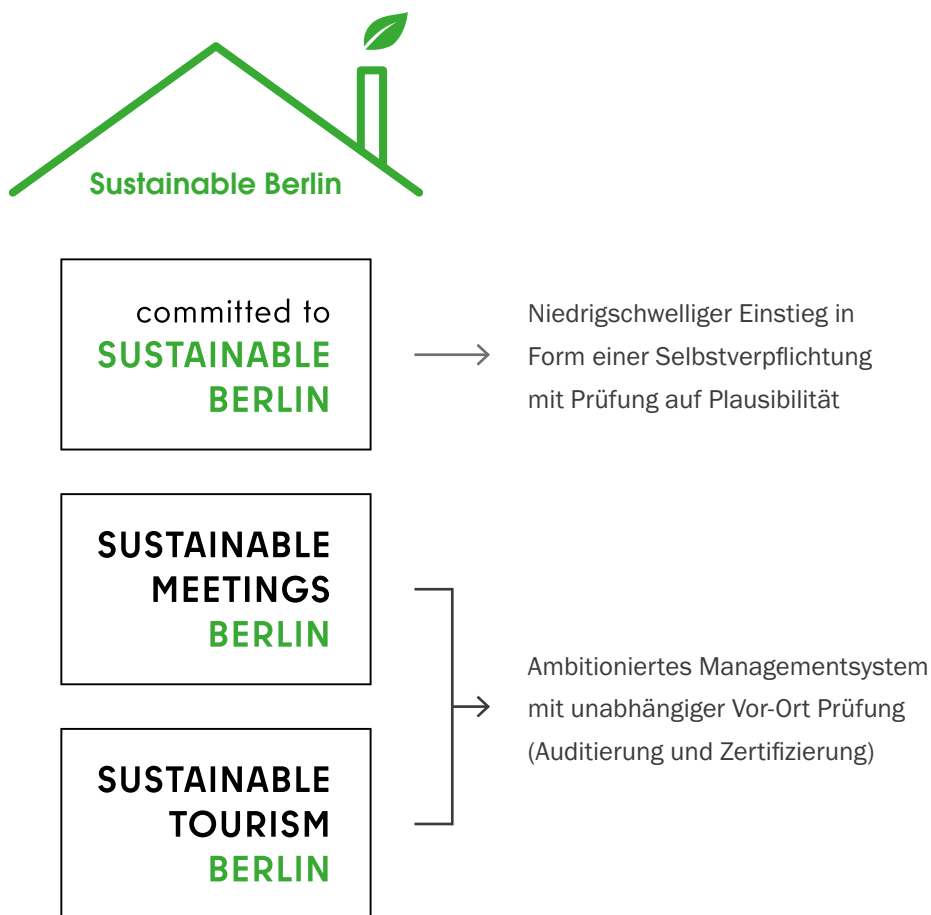 Sustainable Berlin
committed to
SUSTAINABLE
BERLIN
Niedrigschwelliger Einstieg in
Form einer Selbstverpflichtung
mit Prüfung auf Plausibilität
SUSTAINABLE
MEETINGS
BERLIN
SUSTAINABLE
TOURISM
BERLIN
Ambitioniertes Managementsystem
mit unabhängiger Vor-Ort Prüfung
(Auditierung und Zertifizierung)